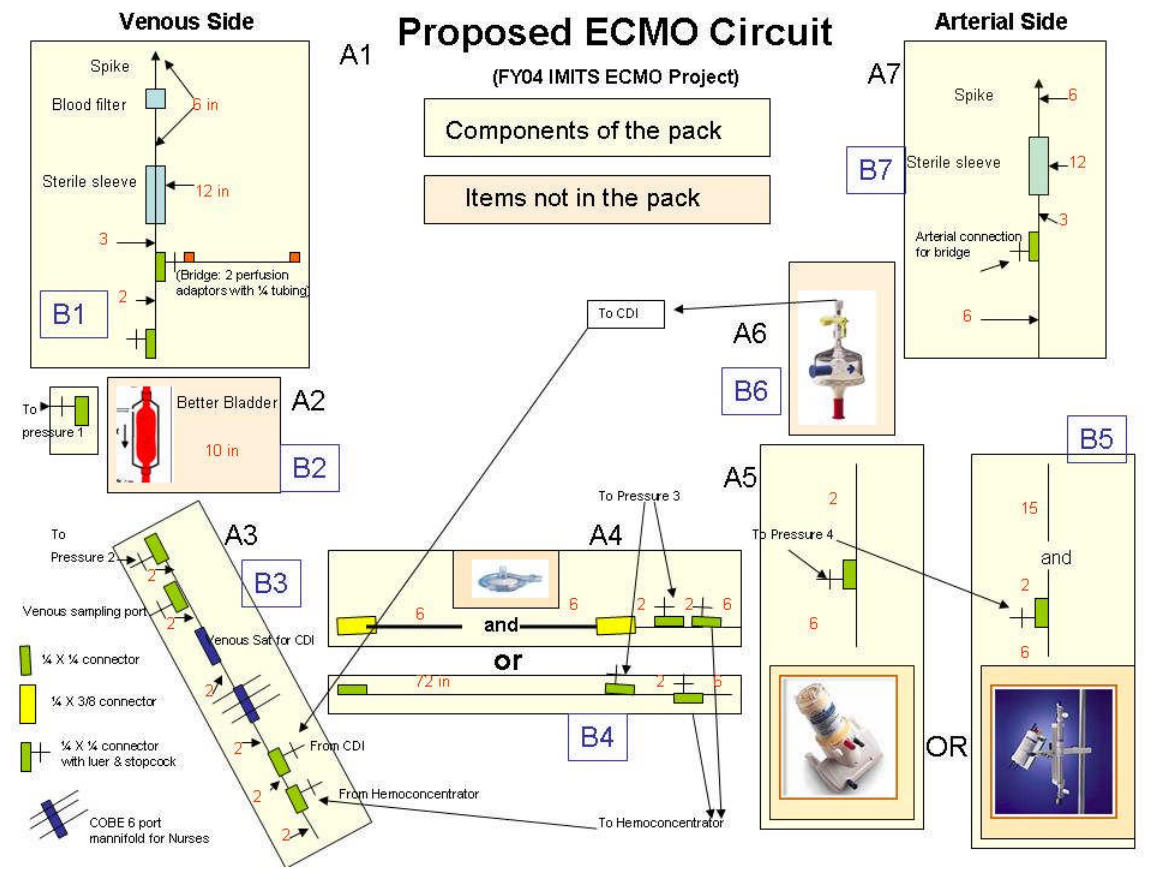 Venous Side
Proposed ECMO Circuit
Arterial Side
(FY04 IMITS ECMO Project)
A1
Spike
Blood filter
6 in
Sterile sleeve
12 in
3
(Bridge: 2 perfusion
adaptors with ¼ tubing)
2
B1
Components of the pack
Items not in the pack
A7
Spike
6
B7
Sterile sleeve
12
3
Arterial connection
for bridge
6
To CDI
A6
B6
To
pressure 1
Better Bladder
10 in
A2
B2
A3
To
Pressure 2
2
B3
Venous sampling port
2
Venous Sat for CDI
2
2
From CDI
2
From Hemoconcentrator
2
¼ X ¼ connector
¼ X 3/8 connector
¼ X ¼ connector
with luer & stopcock
COBE 6 port
mannifold for Nurses
To Pressure 3
A4
6
and
6
2
2
6
or
72 in
2
6
B4
To Hemoconcentrator
A5
2
To Pressure 4
6
OR
B5
15
and
2
6